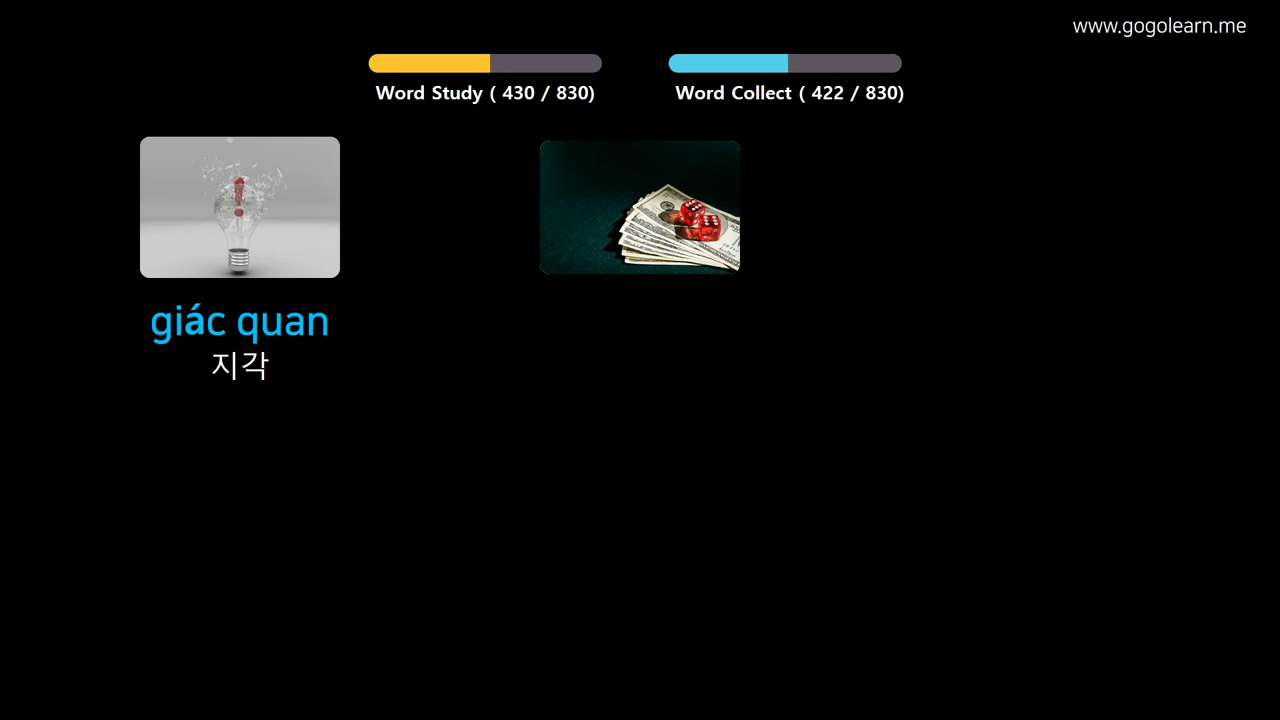 www.gogolearn.me
Word Study ( 430 / 830)
Word Collect ( 422 / 830)
giác quan
지각